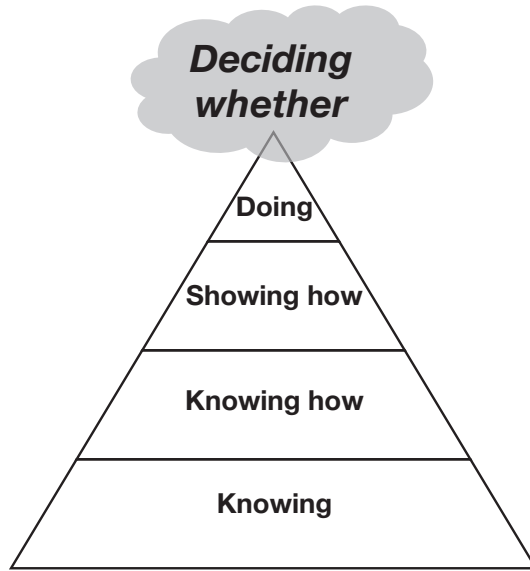 Deciding
whether
Doing
Showing how
Knowing how
Knowing